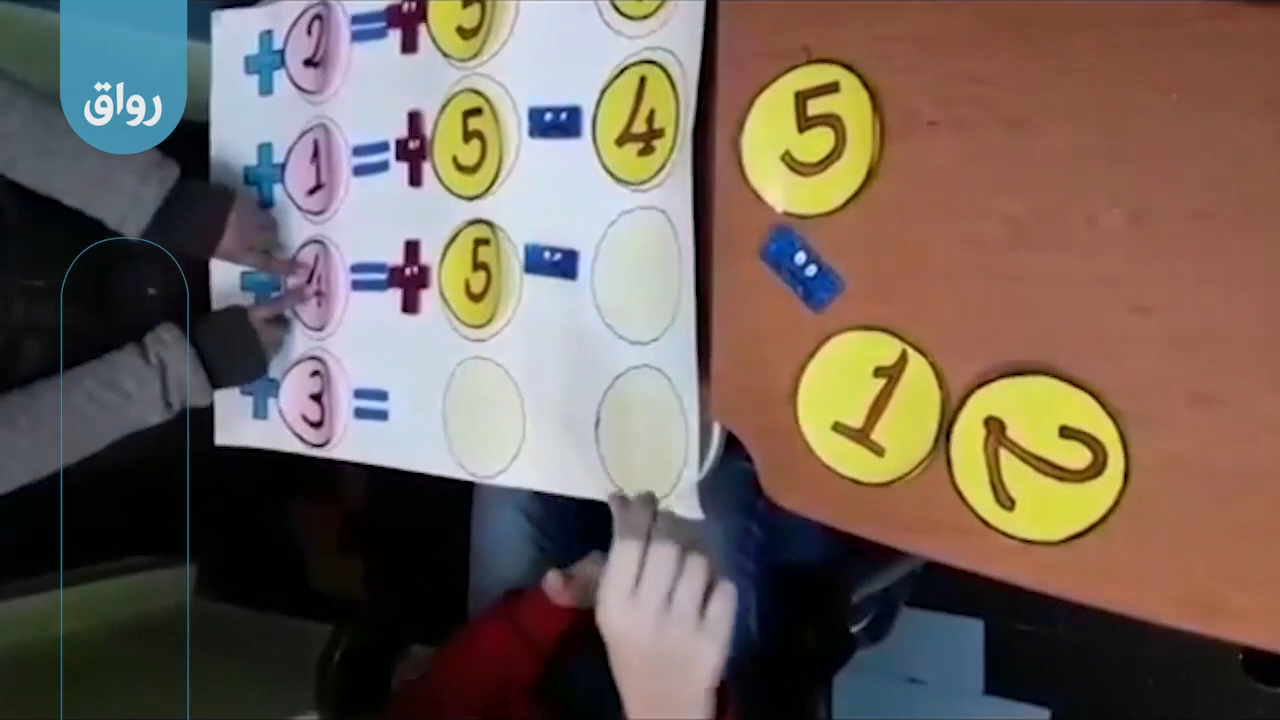 رواق
+ 2 = + 5
+ 1 = + 5 - 4
+ 4 = + 5 -
+ 3 =
5
-
1 2